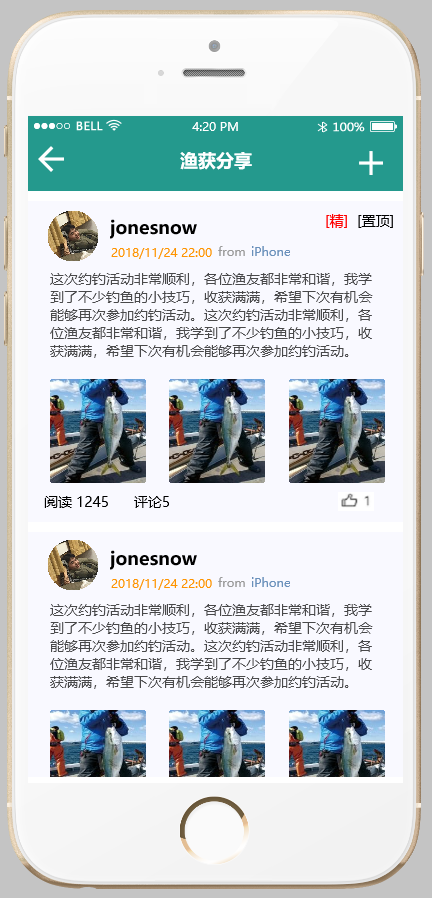 BELL 4:20 PM 100%
渔获分享
jonesnow [精] [置顶]
2018/11/24 22:00 from iPhone
这次约钓活动非常顺利，各位渔友都非常和谐，我学
到了不少钓鱼的小技巧，收获满满，希望下次有机会
能够再次参加约钓活动。这次约钓活动非常顺利，各
位渔友都非常和谐，我学到了不少钓鱼的小技巧，收
获满满，希望下次有机会能够再次参加约钓活动。
阅读 1245 评论5 1
jonesnow
2018/11/24 22:00 from iPhone
这次约钓活动非常顺利，各位渔友都非常和谐，我学
到了不少钓鱼的小技巧，收获满满，希望下次有机会
能够再次参加约钓活动。这次约钓活动非常顺利，各
位渔友都非常和谐，我学到了不少钓鱼的小技巧，收
获满满，希望下次有机会能够再次参加约钓活动。